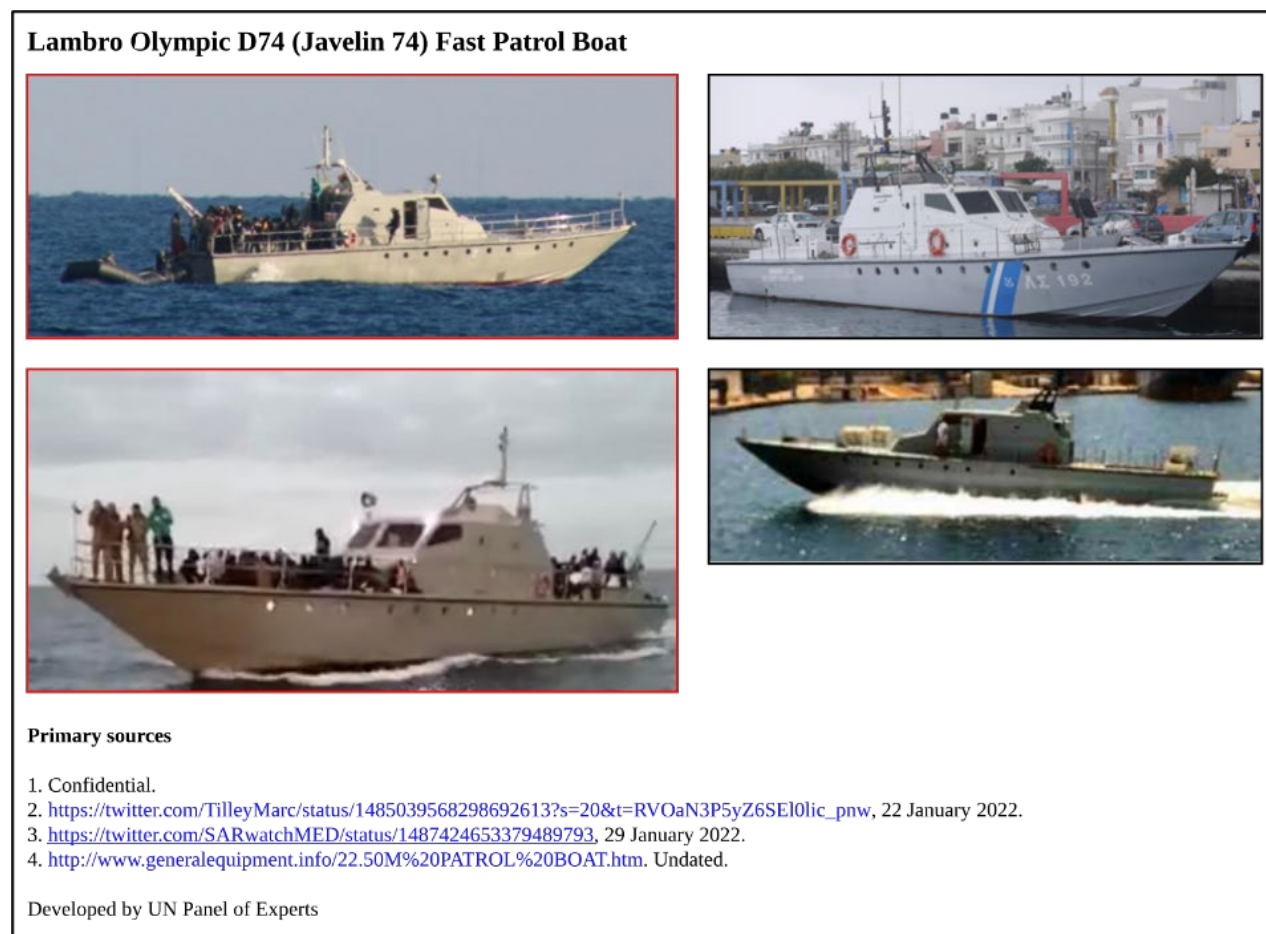 Lambro Olympic D74 (Javelin 74) Fast Patrol Boat
ΛΣ 192
Primary sources
1. Confidential.
2. https://twitter.com/TilleyMarc/status/1485039568298692613?s=20&t=RVOaN3P5yZ6SEl0lic_pnw, 22 January 2022.
3. https://twitter.com/SARwatchMED/status/1487424653379489793, 29 January 2022.
4. http://www.generalequipment.info/22.50M%20PATROL%20BOAT.htm. Undated.
Developed by UN Panel of Experts